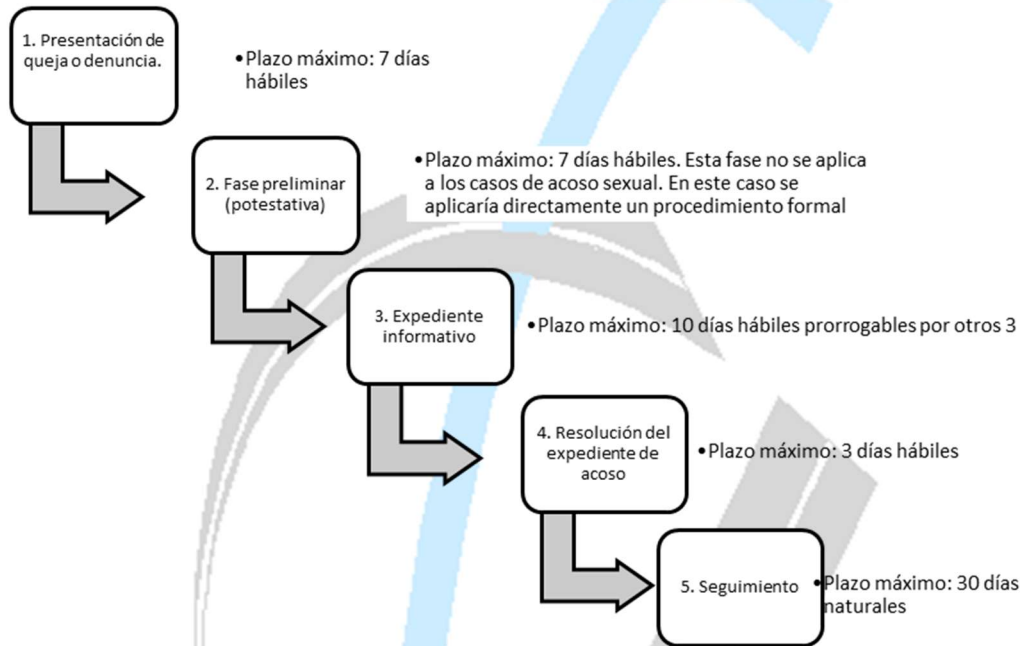 1. Presentación de
queja o denuncia.
•Plazo máximo: 7 días
hábiles
2. Fase preliminar
(potestativa)
•Plazo máximo: 7 días hábiles. Esta fase no se aplica
a los casos de acoso sexual. En este caso se
aplicaría directamente un procedimiento formal
3. Expediente
informativo
•Plazo máximo: 10 días hábiles prorrogables por otros 3
4. Resolución del
expediente de
acoso
•Plazo máximo: 3 días hábiles
5. Seguimiento
•Plazo máximo: 30 días
naturales